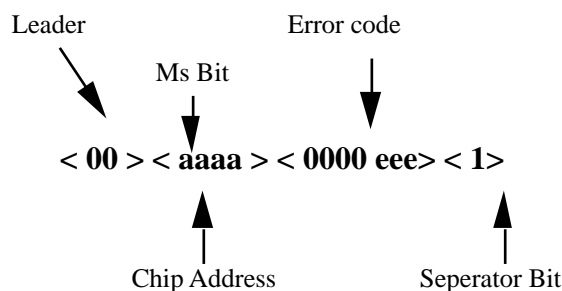 Leader
Error code
Ms Bit
< 00 > < aaaa > < 0000 eee> < 1>
Chip Address
Seperator Bit